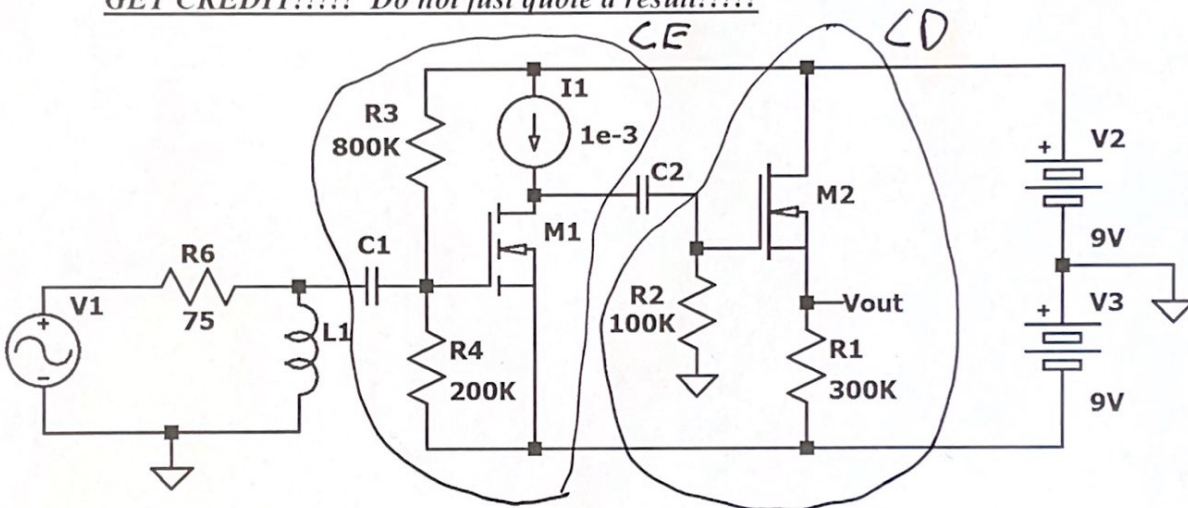 GET CREDIT!!!!! Do not just quote a result!!!!!
CE
CD
I1
R3
800K
1e-3
C2
V2
+
M1
M2
R6
C1
9V
V1
75
R2
100K
Vout
V3
+
+
-
L1
R4
200K
R1
300K
9V